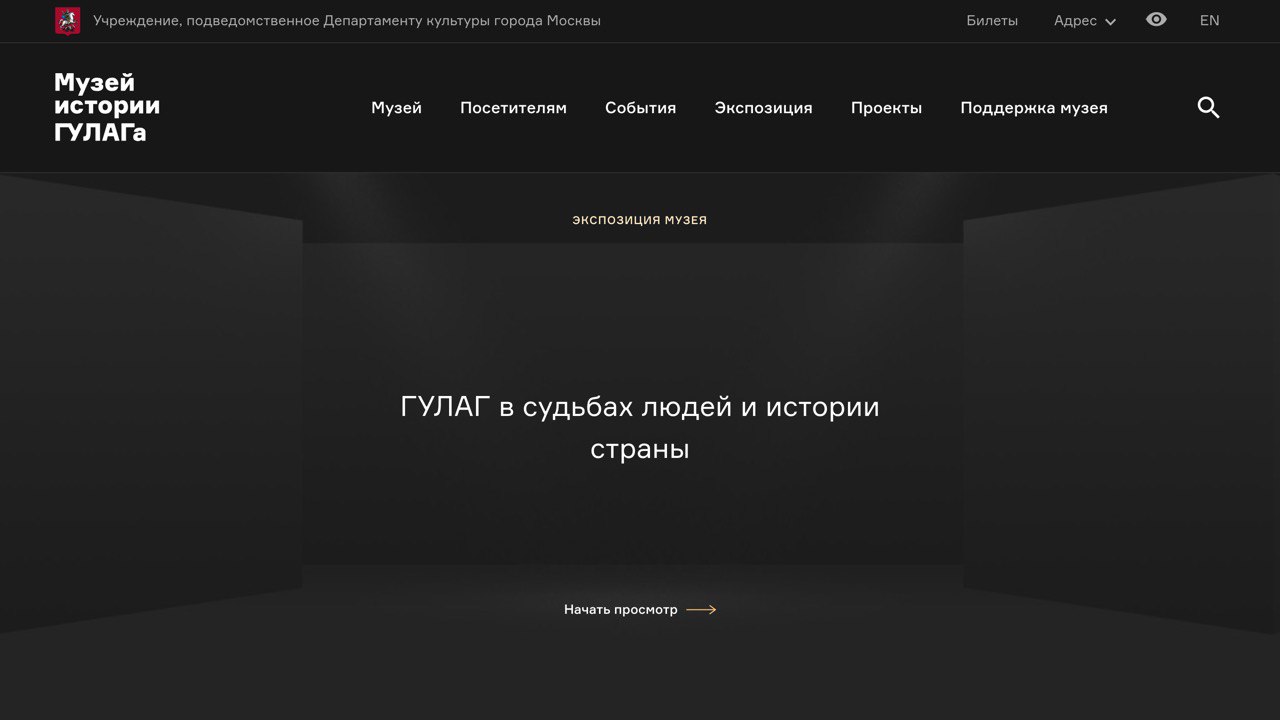 Учреждение, подведомственное Департаменту культуры города Москвы
Билеты
Адрес
EN
Музей
истории
ГУЛАГа
Музей
Посетителям
События
Экспозиция
Проекты
Поддержка музея
ЭКСПОЗИЦИЯ МУЗЕЯ
ГУЛАГ в судьбах людей и истории
страны
Начать просмотр